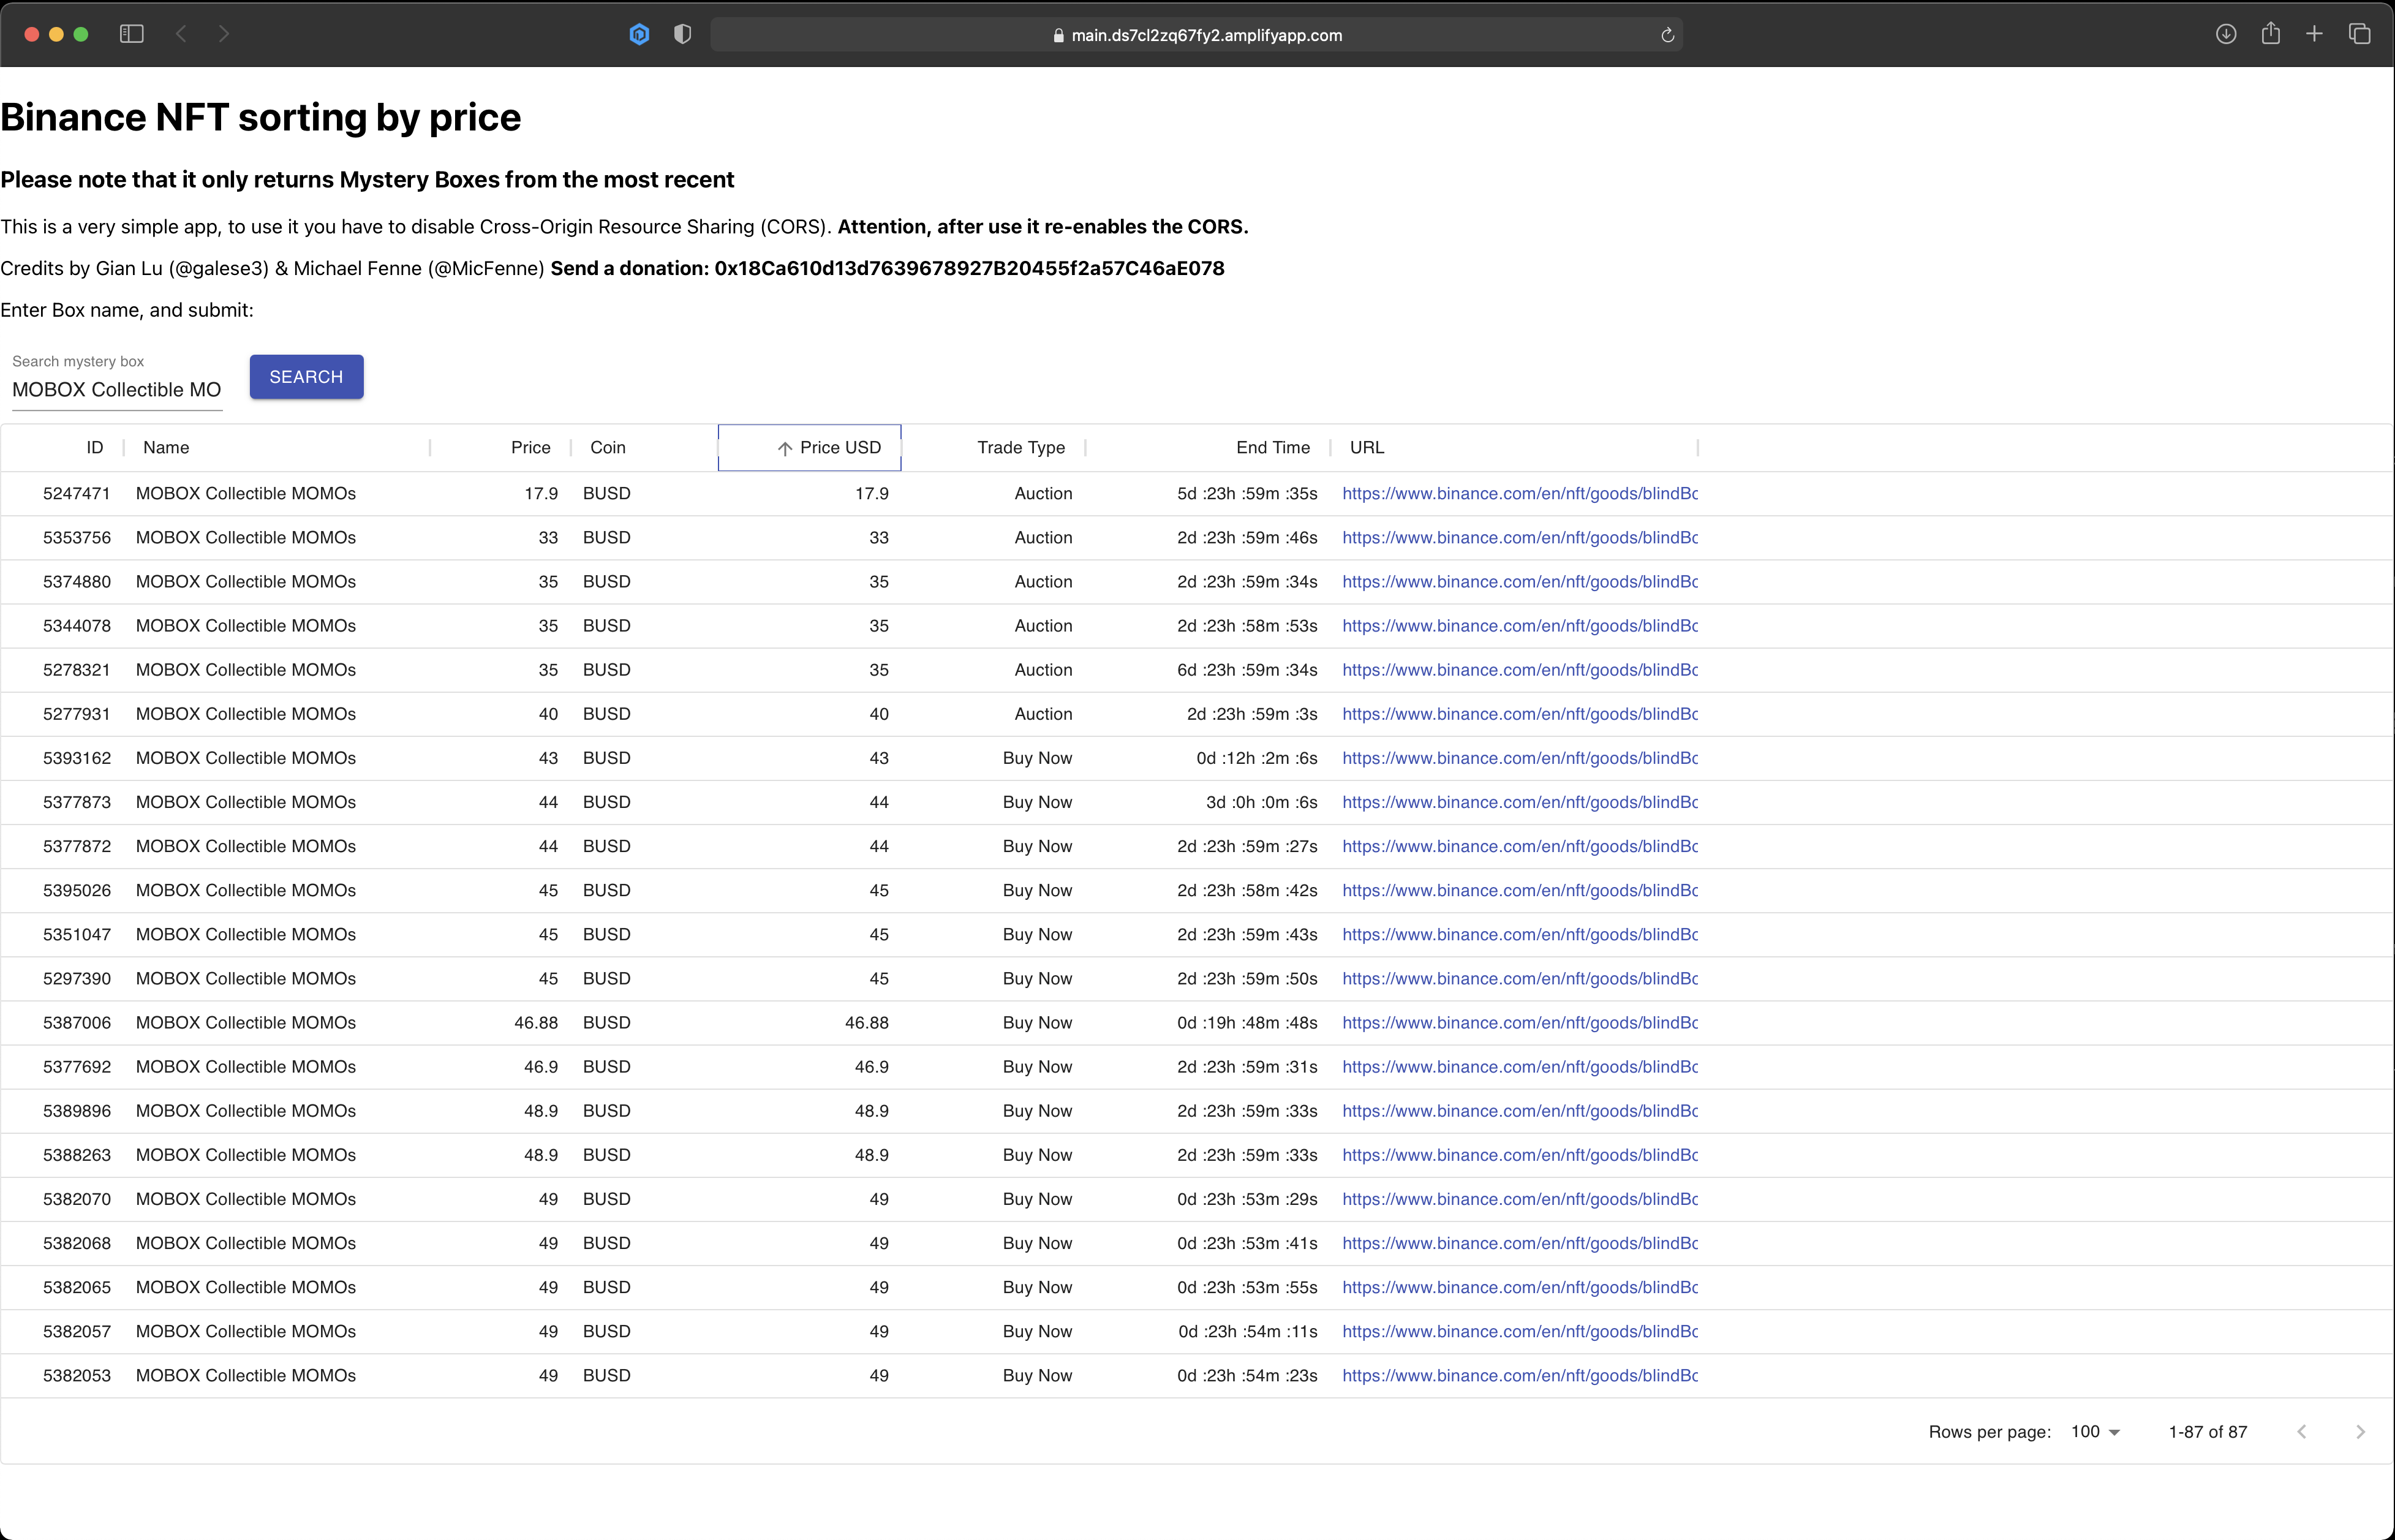 main.ds7cl2zq67fy2.amplifyapp.com
Binance NFT sorting by price
Please note that it only returns Mystery Boxes from the most recent
This is a very simple app, to use it you have to disable Cross-Origin Resource Sharing (CORS). Attention, after use it re-enables the CORS.
Credits by Gian Lu (@galese3) & Michael Fenne (@MicFenne) Send a donation: 0x18Ca610d13d7639678927B20455f2a57C46aE078
Enter Box name, and submit:
Search mystery box
MOBOX Collectible MO
SEARCH
ID Name Price Coin Price USD Trade Type End Time URL
5247471 MOBOX Collectible MOMOs 17.9 BUSD 17.9 Auction 5d :23h :59m :35s https://www.binance.com/en/nft/goods/blindBo
5353756 MOBOX Collectible MOMOs 33 BUSD 33 Auction 2d :23h :59m :46s https://www.binance.com/en/nft/goods/blindBo
5374880 MOBOX Collectible MOMOs 35 BUSD 35 Auction 2d :23h :59m :34s https://www.binance.com/en/nft/goods/blindBo
5344078 MOBOX Collectible MOMOs 35 BUSD 35 Auction 2d :23h :58m :53s https://www.binance.com/en/nft/goods/blindBo
5278321 MOBOX Collectible MOMOs 35 BUSD 35 Auction 6d :23h :59m :34s https://www.binance.com/en/nft/goods/blindBo
5277931 MOBOX Collectible MOMOs 40 BUSD 40 Auction 2d :23h :59m :3s https://www.binance.com/en/nft/goods/blindBo
5393162 MOBOX Collectible MOMOs 43 BUSD 43 Buy Now 0d :12h :2m :6s https://www.binance.com/en/nft/goods/blindBo
5377873 MOBOX Collectible MOMOs 44 BUSD 44 Buy Now 3d :0h :0m :6s https://www.binance.com/en/nft/goods/blindBo
5377872 MOBOX Collectible MOMOs 44 BUSD 44 Buy Now 2d :23h :59m :27s https://www.binance.com/en/nft/goods/blindBo
5395026 MOBOX Collectible MOMOs 45 BUSD 45 Buy Now 2d :23h :58m :42s https://www.binance.com/en/nft/goods/blindBo
5351047 MOBOX Collectible MOMOs 45 BUSD 45 Buy Now 2d :23h :59m :43s https://www.binance.com/en/nft/goods/blindBo
5297390 MOBOX Collectible MOMOs 45 BUSD 45 Buy Now 2d :23h :59m :50s https://www.binance.com/en/nft/goods/blindBo
5387006 MOBOX Collectible MOMOs 46.88 BUSD 46.88 Buy Now 0d :19h :48m :48s https://www.binance.com/en/nft/goods/blindBo
5377692 MOBOX Collectible MOMOs 46.9 BUSD 46.9 Buy Now 2d :23h :59m :31s https://www.binance.com/en/nft/goods/blindBo
5389896 MOBOX Collectible MOMOs 48.9 BUSD 48.9 Buy Now 2d :23h :59m :33s https://www.binance.com/en/nft/goods/blindBo
5388263 MOBOX Collectible MOMOs 48.9 BUSD 48.9 Buy Now 2d :23h :59m :33s https://www.binance.com/en/nft/goods/blindBo
5382070 MOBOX Collectible MOMOs 49 BUSD 49 Buy Now 0d :23h :53m :29s https://www.binance.com/en/nft/goods/blindBo
5382068 MOBOX Collectible MOMOs 49 BUSD 49 Buy Now 0d :23h :53m :41s https://www.binance.com/en/nft/goods/blindBo
5382065 MOBOX Collectible MOMOs 49 BUSD 49 Buy Now 0d :23h :53m :55s https://www.binance.com/en/nft/goods/blindBo
5382057 MOBOX Collectible MOMOs 49 BUSD 49 Buy Now 0d :23h :54m :11s https://www.binance.com/en/nft/goods/blindBo
5382053 MOBOX Collectible MOMOs 49 BUSD 49 Buy Now 0d :23h :54m :23s https://www.binance.com/en/nft/goods/blindBo
Rows per page: 100 1-87 of 87